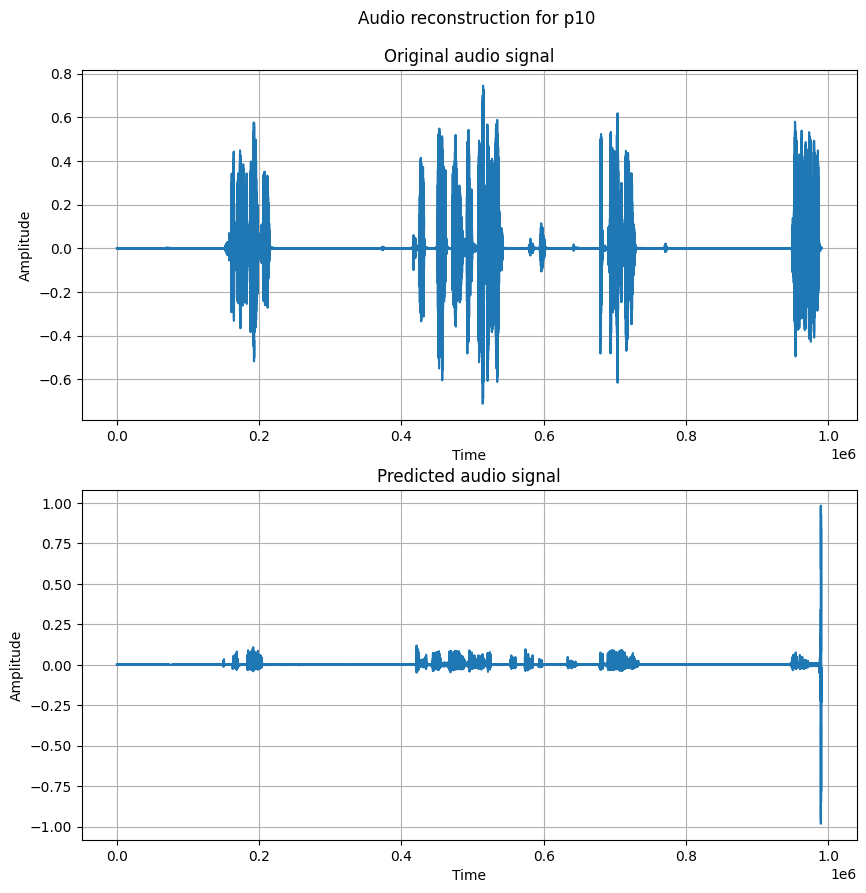 Audio reconstruction for p10
Original audio signal
0.8
0.6
0.4
0.2
0.0
−0.2
−0.4
−0.6
Amplitude
0.0 0.2 0.4 0.6 0.8 1.0
Time
1e6
Predicted audio signal
1.00
0.75
0.50
0.25
0.00
−0.25
−0.50
−0.75
−1.00
Amplitude
0.0 0.2 0.4 0.6 0.8 1.0
Time
1e6